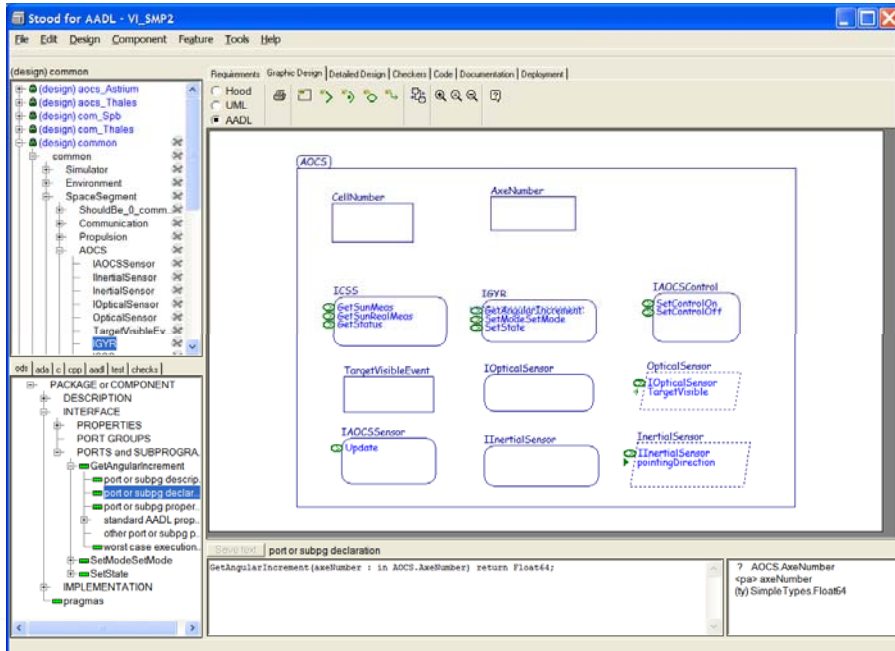 Stood for AADL - VI_SMP2
File Edit Design Component Feature Tools Help
(design) common
Requirements Graphic Design Detailed Design Checkers Code Documentation Deployment
Hood
UML
AADL
(design) aocs_Astrium
(design) aocs_Thales
(design) com_Spb
(design) com_Thales
(design) common
common
Simulator
Environment
SpaceSegment
ShouldBe_0_comm
Communication
Propulsion
AOCS
IAOCSSensor
IInertialSensor
InertialSensor
IOpticalSensor
OpticalSensor
TargetVisibleEv
IGYR
ods ada c cpp aadl test checks
PACKAGE or COMPONENT
DESCRIPTION
INTERFACE
PROPERTIES
PORT GROUPS
PORTS and SUBPROGRA.
GetAngularIncrement
port or subpg descrip.
port or subpg declar..
port or subpg proper..
standard AADL prop..
other port or subpg p..
worst case execution..
SetModeSetMode
SetState
IMPLEMENTATION
pragmas
AOCS
CellNumber
AxeNumber
ICSS
GetSunMeas
GetSunRealMeas
GetStatus
IGYR
GetAngularIncrement:
SetModeSetMode
SetState
IAOCSControl
SetControlOn
SetControlOff
TargetVisibleEvent
IOpticalSensor
OpticalSensor
IOpticalSensor
TargetVisible
IAOCSSensor
Update
IInertialSensor
InertialSensor
IInertialSensor
pointingDirection
Save text port or subpg declaration
GetAngularIncrement(axeNumber : in AOCS.AxeNumber) return Float64;
? AOCS.AxeNumber
<pa> axeNumber
(ty) SimpleTypes.Float64